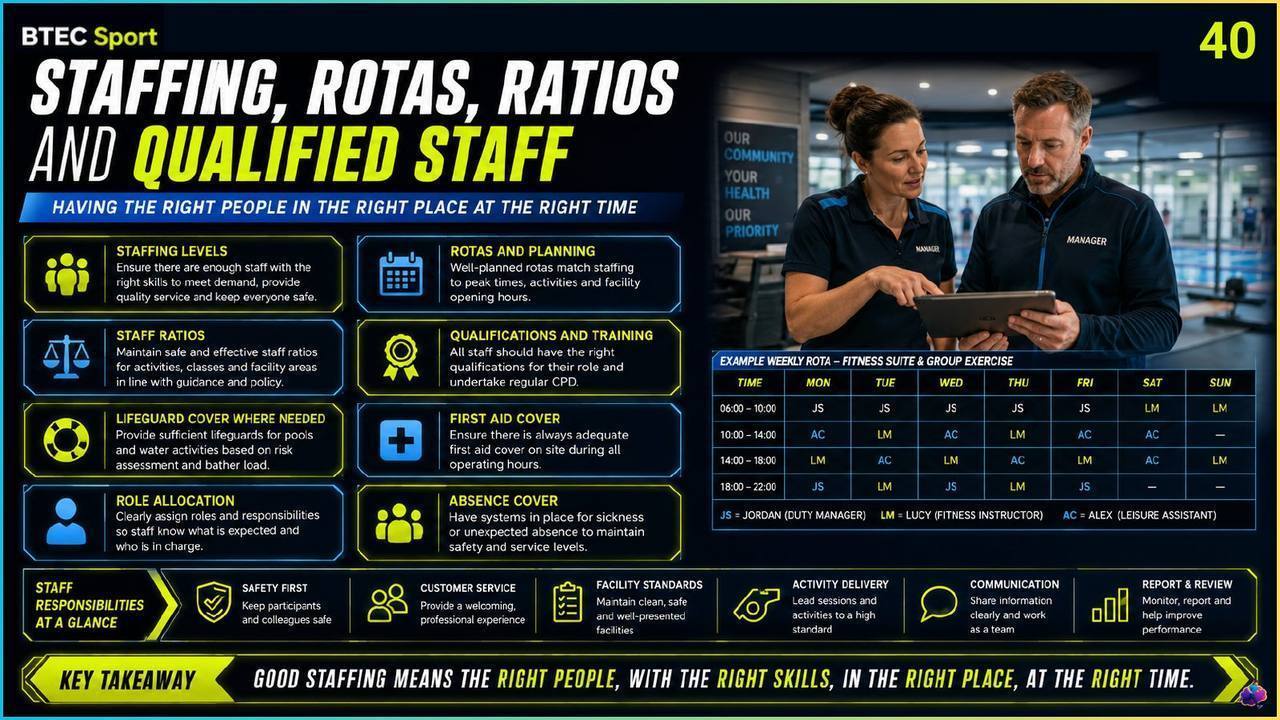 BTEC Sport
40
STAFFING, ROTAS, RATIOS
AND QUALIFIED STAFF
HAVING THE RIGHT PEOPLE IN THE RIGHT PLACE AT THE RIGHT TIME
STAFFING LEVELS
Ensure there are enough staff with the
right skills to meet demand, provide
quality service and keep everyone safe.
ROTAS AND PLANNING
Well-planned rotas match staffing
to peak times, activities and facility
opening hours.
STAFF RATIOS
Maintain safe and effective staff ratios
for activities, classes and facility areas
in line with guidance and policy.
QUALIFICATIONS AND TRAINING
All staff should have the right
qualifications for their role and
undertake regular CPD.
LIFEGUARD COVER WHERE NEEDED
Provide sufficient lifeguards for pools
and water activities based on risk
assessment and bather load.
FIRST AID COVER
Ensure there is always adequate
first aid cover on site during all
operating hours.
ROLE ALLOCATION
Clearly assign roles and responsibilities
so staff know what is expected and
who is in charge.
ABSENCE COVER
Have systems in place for sickness
or unexpected absence to maintain
safety and service levels.
OUR
COMMUNITY
YOUR
HEALTH
OUR
PRIORITY
MANAGER
MANAGER
EXAMPLE WEEKLY ROTA – FITNESS SUITE & GROUP EXERCISE
TIME MON TUE WED THU FRI SAT SUN
06:00 – 10:00 JS JS JS JS JS LM LM
10:00 – 14:00 AC LM AC LM AC AC —
14:00 – 18:00 LM AC LM AC LM AC LM
18:00 – 22:00 JS LM JS LM JS — —
JS = JORDAN (DUTY MANAGER) LM = LUCY (FITNESS INSTRUCTOR) AC = ALEX (LEISURE ASSISTANT)
STAFF
RESPONSIBILITIES
AT A GLANCE
SAFETY FIRST
Keep participants
and colleagues safe
CUSTOMER SERVICE
Provide a welcoming,
professional experience
FACILITY STANDARDS
Maintain clean, safe
and well-presented
facilities
ACTIVITY DELIVERY
Lead sessions and
activities to a high
standard
COMMUNICATION
Share information
clearly and work
as a team
REPORT & REVIEW
Monitor, report and
help improve
performance
KEY TAKEAWAY
GOOD STAFFING MEANS THE RIGHT PEOPLE, WITH THE RIGHT SKILLS, IN THE RIGHT PLACE, AT THE RIGHT TIME.